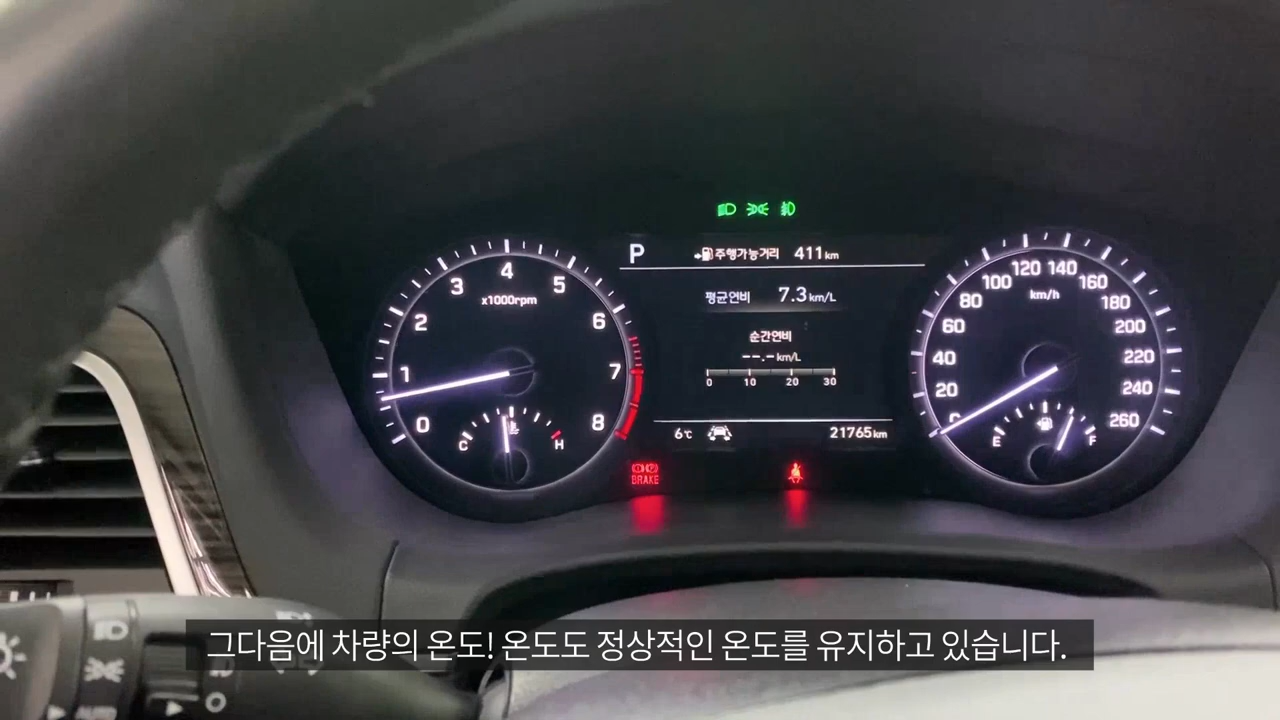 P 주행가능거리 411km
평균연비 7.3km/L
순간연비
--.-km/L
0 10 20 30
6℃ 21765km
0 1 2 3 4 5 6 7 8
x1000rpm
C H
0 20 40 60 80 100 120 140 160 180 200 220 240 260
km/h
E F
BRAKE
AUTO
그다음에 차량의 온도! 온도도 정상적인 온도를 유지하고 있습니다.